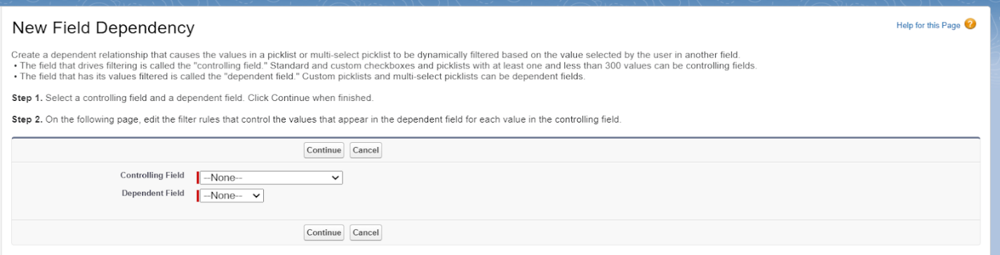 New Field Dependency
Help for this Page ?
Create a dependent relationship that causes the values in a picklist or multi-select picklist to be dynamically filtered based on the value selected by the user in another field.
• The field that drives filtering is called the "controlling field." Standard and custom checkboxes and picklists with at least one and less than 300 values can be controlling fields.
• The field that has its values filtered is called the "dependent field." Custom picklists and multi-select picklists can be dependent fields.
Step 1. Select a controlling field and a dependent field. Click Continue when finished.
Step 2. On the following page, edit the filter rules that control the values that appear in the dependent field for each value in the controlling field.
Continue Cancel
Controlling Field --None--
Dependent Field --None--
Continue Cancel